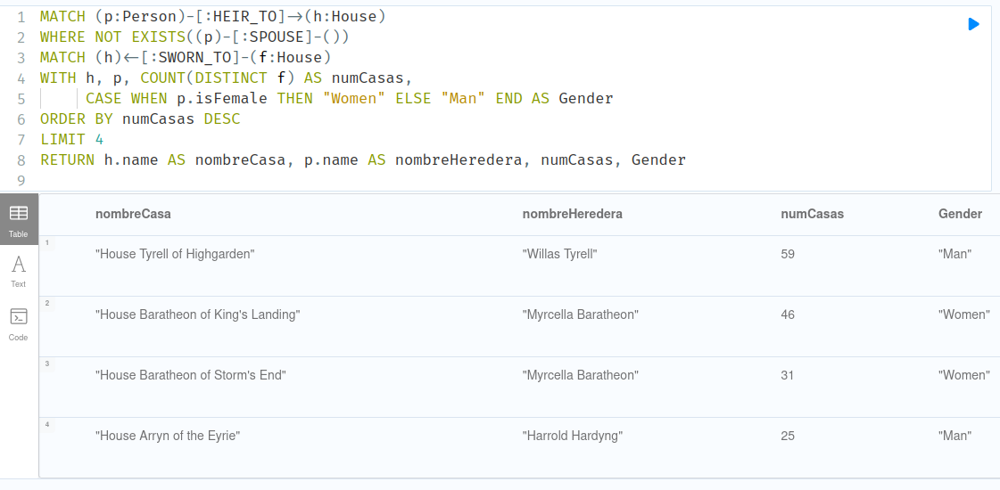 1 MATCH (p:Person)-[:HEIR_TO]->(h:House)
2 WHERE NOT EXISTS((p)-[:SPOUSE]-())
3 MATCH (h)<-[:SWORN_TO]-(f:House)
4 WITH h, p, COUNT(DISTINCT f) AS numCasas,
5 CASE WHEN p.isFemale THEN "Women" ELSE "Man" END AS Gender
6 ORDER BY numCasas DESC
7 LIMIT 4
8 RETURN h.name AS nombreCasa, p.name AS nombreHeredera, numCasas, Gender
9
Table
Text
Code
nombreCasa nombreHeredera numCasas Gender
1 "House Tyrell of Highgarden" "Willas Tyrell" 59 "Man"
2 "House Baratheon of King's Landing" "Myrcella Baratheon" 46 "Women"
3 "House Baratheon of Storm's End" "Myrcella Baratheon" 31 "Women"
4 "House Arryn of the Eyrie" "Harrold Hardyng" 25 "Man"